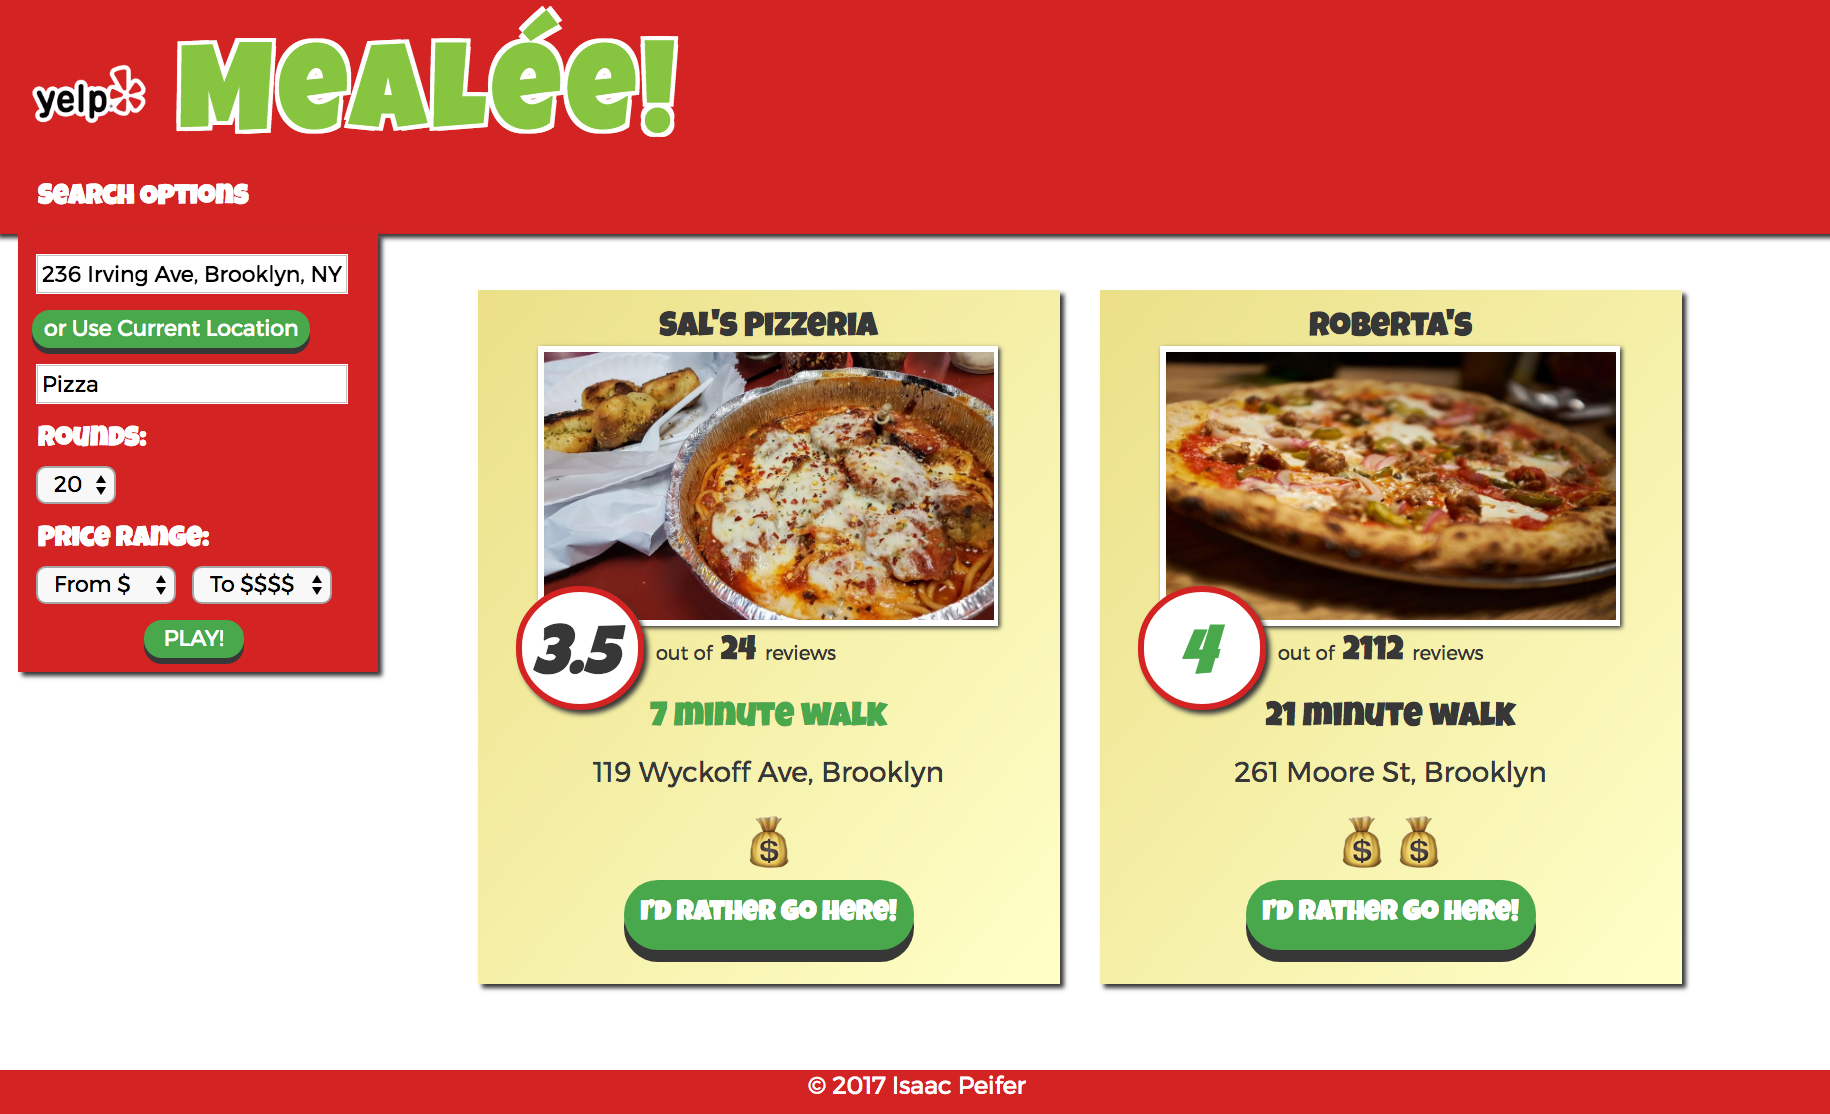 yelp
Mealée!
Search Options
236 Irving Ave, Brooklyn, NY
or Use Current Location
Pizza
Rounds:
20
Price Range:
From $ To $$$$
PLAY!
Sal's Pizzeria
3.5 out of 24 reviews
7 minute walk
119 Wyckoff Ave, Brooklyn
$
I'd rather go here!
Roberta's
4 out of 2112 reviews
21 minute walk
261 Moore St, Brooklyn
$ $
I'd rather go here!
© 2017 Isaac Peifer